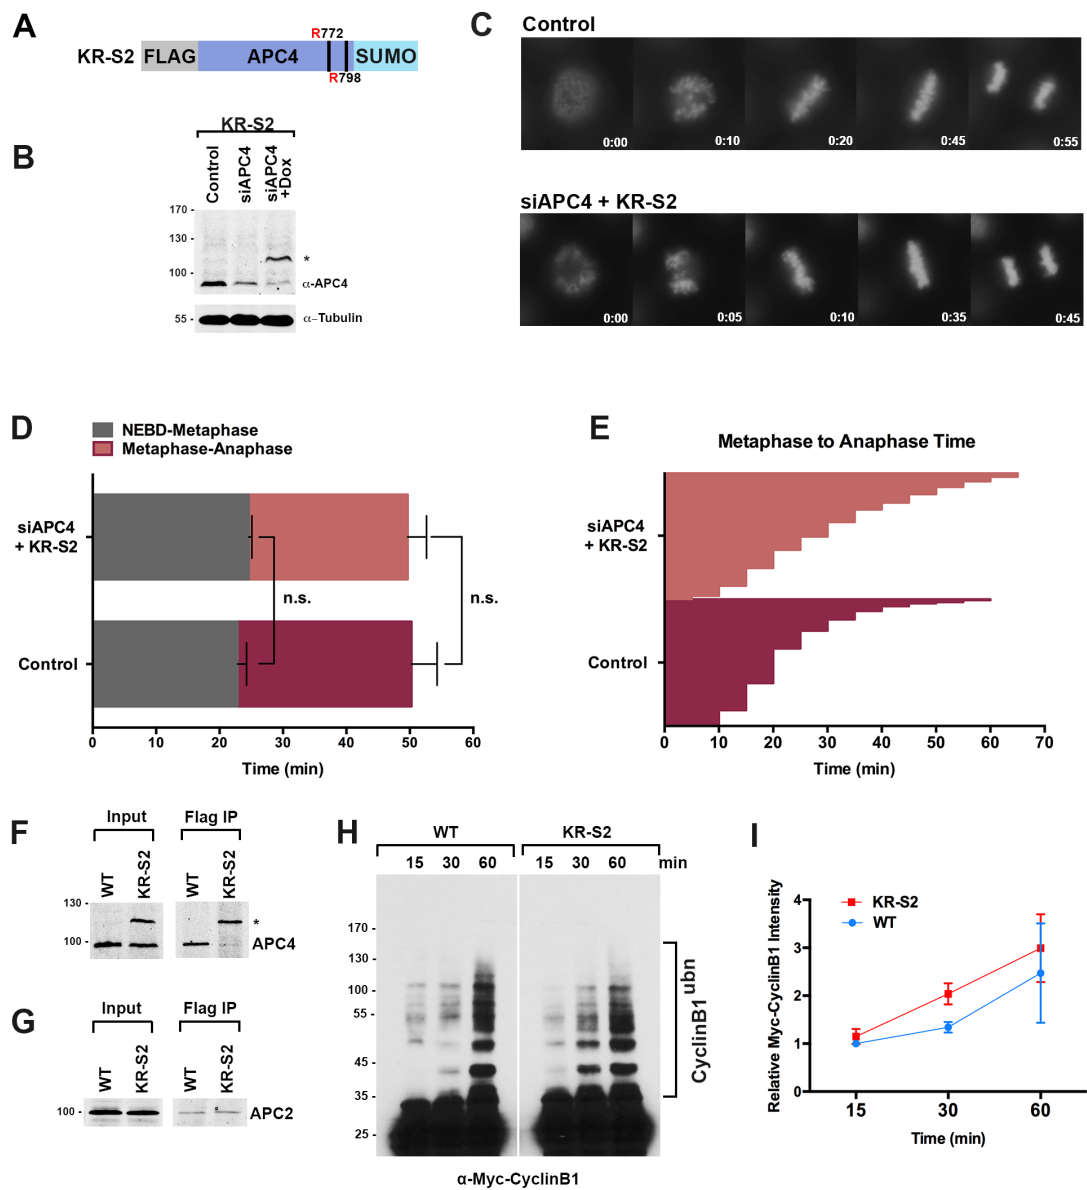 A
R772
KR-S2 FLAG APC4 SUMO
R798
B
KR-S2
Control
siAPC4
siAPC4
+Dox
170 -
130 -
*
100 -
α-APC4
55 -
α–Tubulin
C
Control
0:00 0:10 0:20 0:45 0:55
siAPC4 + KR-S2
0:00 0:05 0:10 0:35 0:45
D
NEBD-Metaphase
Metaphase-Anaphase
siAPC4
+ KR-S2
n.s.
n.s.
Control
0 10 20 30 40 50 60
Time (min)
E
Metaphase to Anaphase Time
siAPC4
+ KR-S2
Control
0 10 20 30 40 50 60 70
Time (min)
F
Input Flag IP
WT KR-S2 WT KR-S2
130 -
*
100 - APC4
G
Input Flag IP
WT KR-S2 WT KR-S2
100 - APC2
H
WT KR-S2
15 30 60 15 30 60 min
170 -
130 -
100 -
55 -
45 -
35 -
25 -
CyclinB1 ubn
α-Myc-CyclinB1
I
Relative Myc-CyclinB1 Intensity
KR-S2
WT
4
3
2
1
0
15 30 60
Time (min)